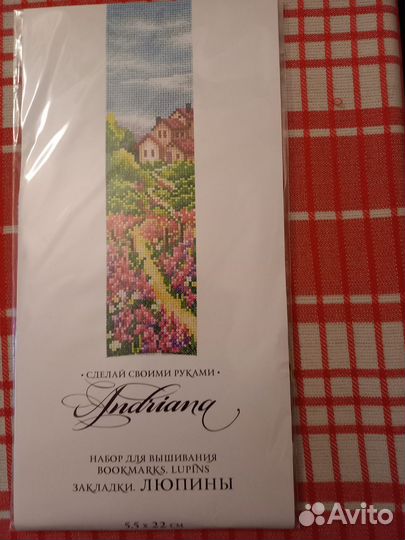 • СДЕЛАЙ СВОИМИ РУКАМИ •
Andriana
НАБОР ДЛЯ ВЫШИВАНИЯ
BOOKMARKS. LUPINS
ЗАКЛАДКИ. ЛЮПИНЫ
5,5 x 22 СМ
Avito